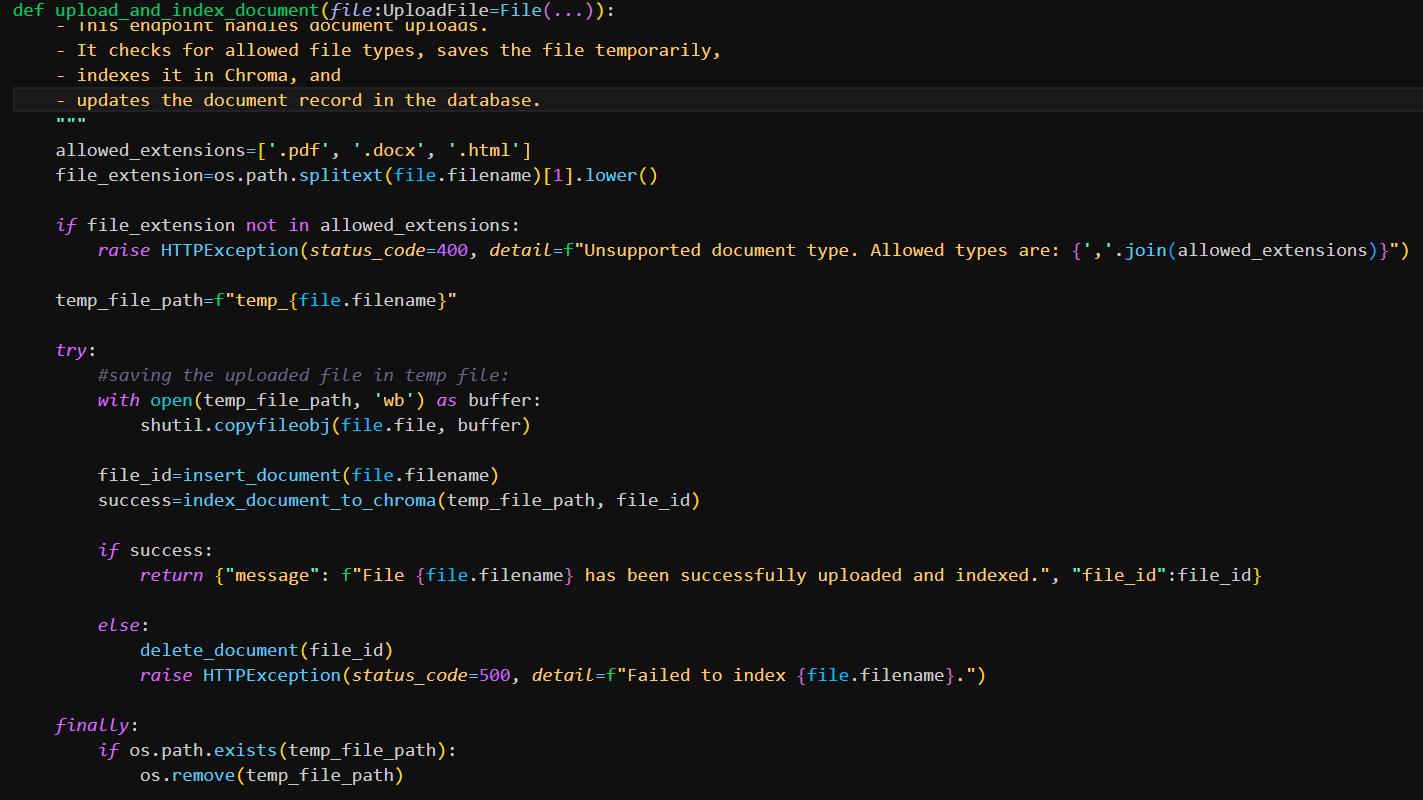 def upload_and_index_document(file:UploadFile=File(...)):
    - This endpoint handles document uploads.
    - It checks for allowed file types, saves the file temporarily,
    - indexes it in Chroma, and
    - updates the document record in the database.
    """
    allowed_extensions=['.pdf', '.docx', '.html']
    file_extension=os.path.splitext(file.filename)[1].lower()

    if file_extension not in allowed_extensions:
        raise HTTPException(status_code=400, detail=f"Unsupported document type. Allowed types are: {','.join(allowed_extensions)}")

    temp_file_path=f"temp_{file.filename}"

    try:
        #saving the uploaded file in temp file:
        with open(temp_file_path, 'wb') as buffer:
            shutil.copyfileobj(file.file, buffer)

        file_id=insert_document(file.filename)
        success=index_document_to_chroma(temp_file_path, file_id)

        if success:
            return {"message": f"File {file.filename} has been successfully uploaded and indexed.", "file_id":file_id}

        else:
            delete_document(file_id)
            raise HTTPException(status_code=500, detail=f"Failed to index {file.filename}.")

    finally:
        if os.path.exists(temp_file_path):
            os.remove(temp_file_path)